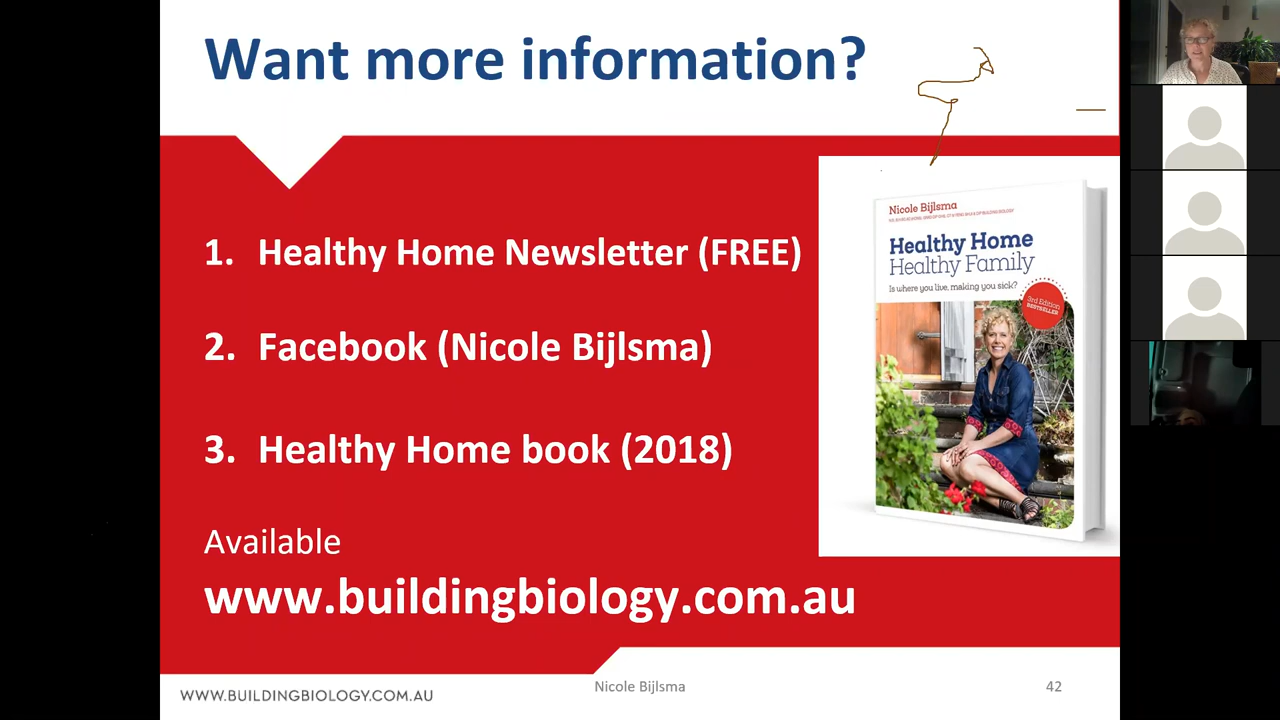 Want more information?
1. Healthy Home Newsletter (FREE)
2. Facebook (Nicole Bijlsma)
3. Healthy Home book (2018)
Available
www.buildingbiology.com.au
Nicole Bijlsma
Healthy Home
Healthy Family
Is where you live, making you sick?
3rd Edition
BESTSELLER
WWW.BUILDINGBIOLOGY.COM.AU
Nicole Bijlsma
42